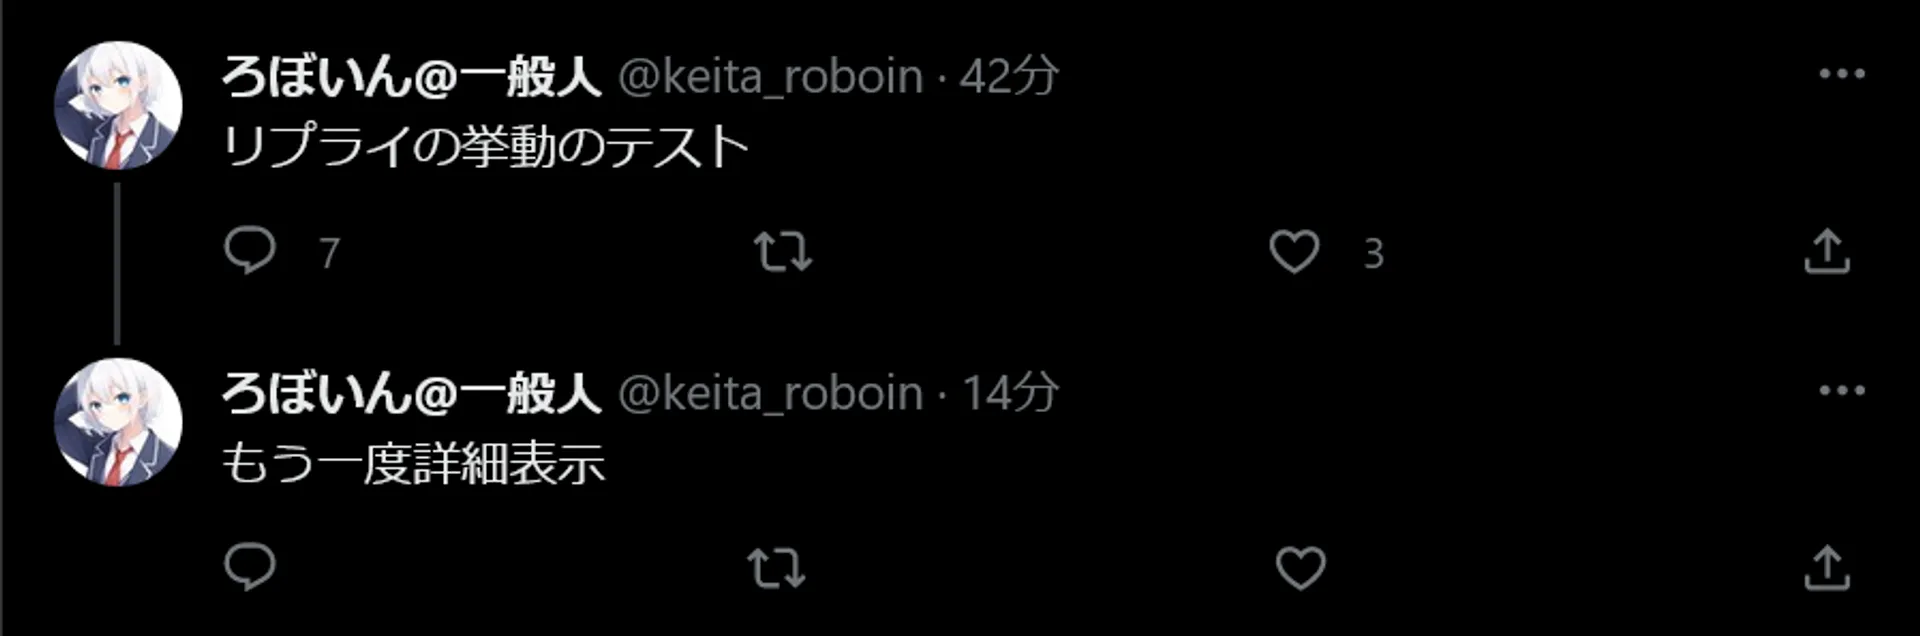 ろぼいん@一般人 @keita_roboin · 42分
リプライの挙動のテスト
7 3
ろぼいん@一般人 @keita_roboin · 14分
もう一度詳細表示